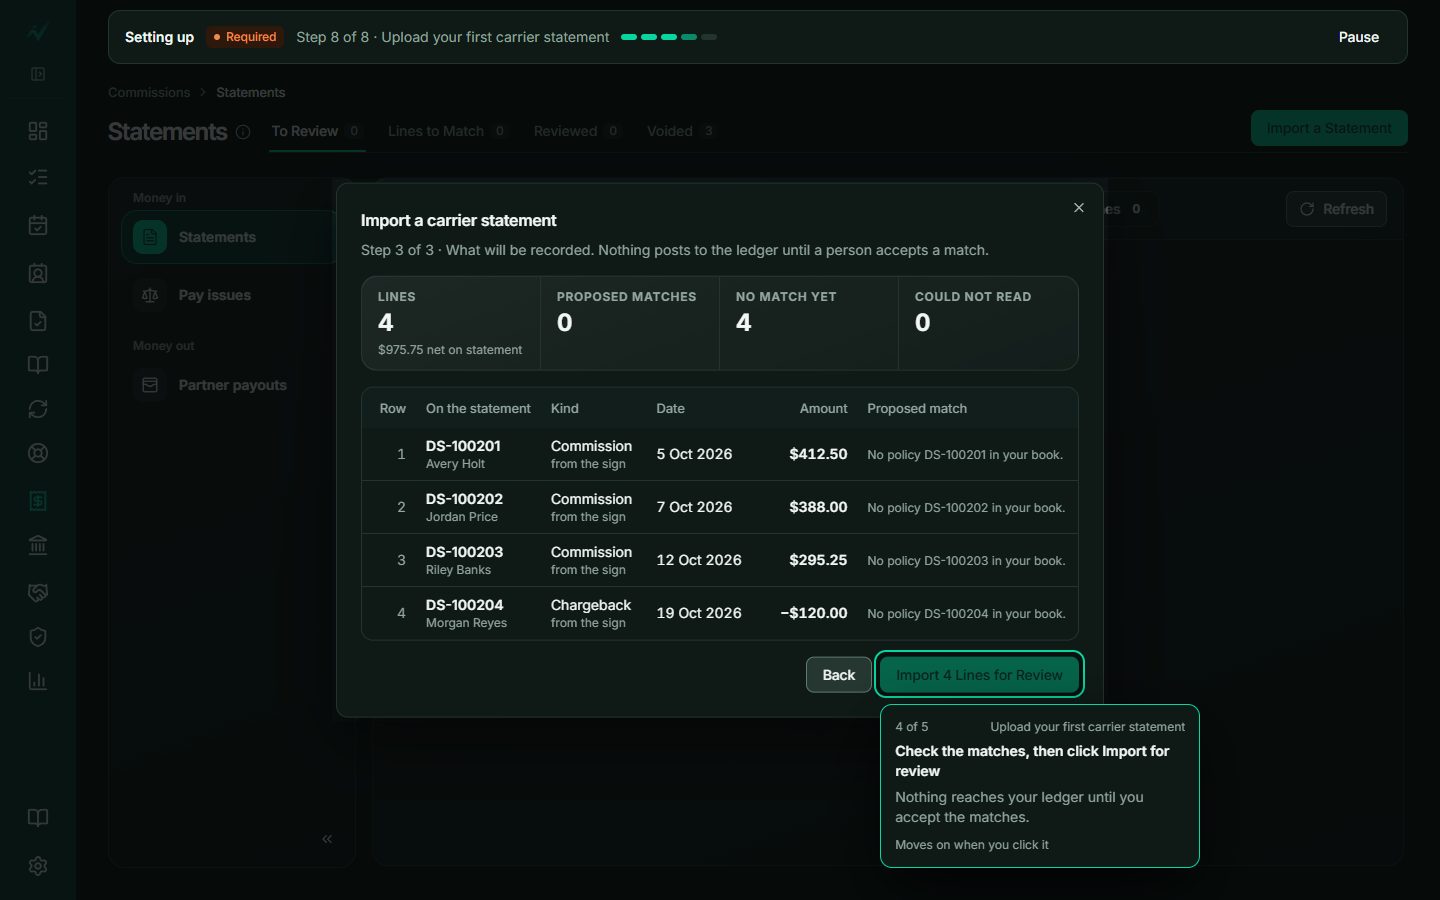 Setting up
Required
Step 8 of 8 · Upload your first carrier statement
Pause
Commissions > Statements
Statements
To Review 0
Lines to Match 0
Reviewed 0
Voided 3
Import a Statement
Money in
Statements
Pay issues
Money out
Partner payouts
es 0
Refresh
Import a carrier statement
Step 3 of 3 · What will be recorded. Nothing posts to the ledger until a person accepts a match.
LINES
4
$975.75 net on statement
PROPOSED MATCHES
0
NO MATCH YET
4
COULD NOT READ
0
Row On the statement Kind Date Amount Proposed match
1 DS-100201 Commission 5 Oct 2026 $412.50 No policy DS-100201 in your book.
Avery Holt from the sign
2 DS-100202 Commission 7 Oct 2026 $388.00 No policy DS-100202 in your book.
Jordan Price from the sign
3 DS-100203 Commission 12 Oct 2026 $295.25 No policy DS-100203 in your book.
Riley Banks from the sign
4 DS-100204 Chargeback 19 Oct 2026 −$120.00 No policy DS-100204 in your book.
Morgan Reyes from the sign
Back
Import 4 Lines for Review
4 of 5 Upload your first carrier statement
Check the matches, then click Import for
review
Nothing reaches your ledger until you
accept the matches.
Moves on when you click it